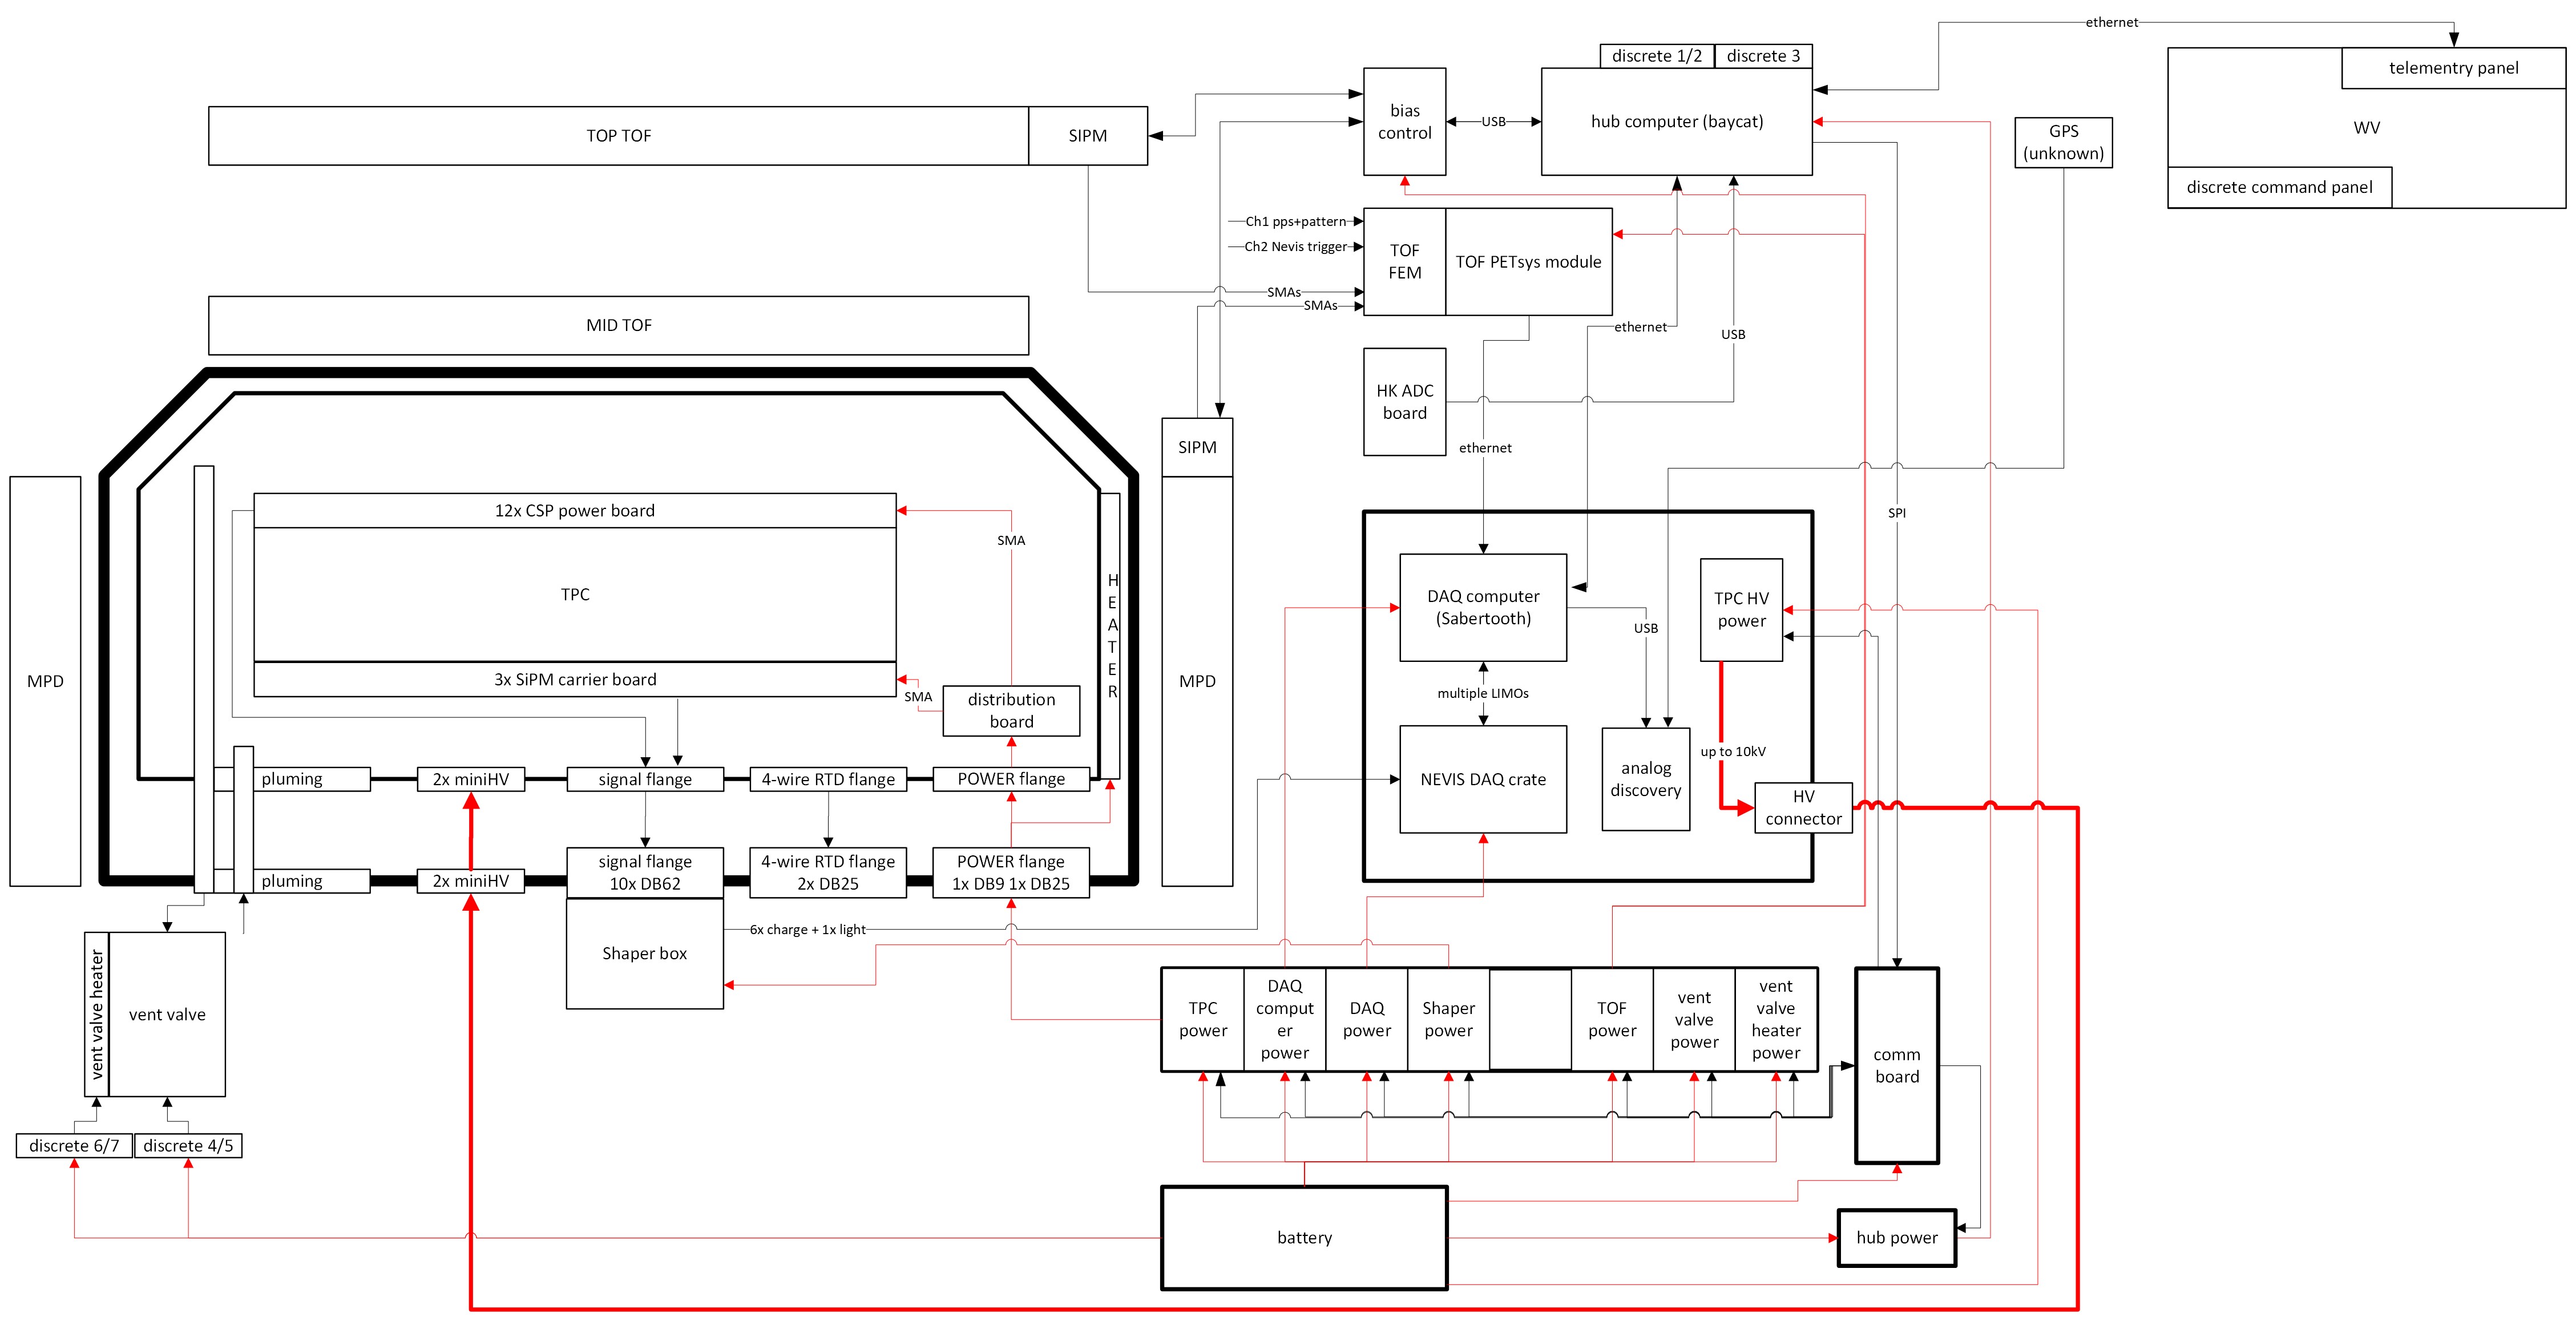 ethernet
discrete 1/2
discrete 3
telementry panel
TOP TOF
SIPM
bias
control
USB
hub computer (baycat)
GPS
(unknown)
WV
discrete command panel
Ch1 pps+pattern
Ch2 Nevis trigger
TOF
FEM
TOF PETsys module
SMAs
SMAs
MID TOF
ethernet
USB
HK ADC
board
SIPM
ethernet
12x CSP power board
SMA
SPI
TPC
H
E
A
T
E
R
DAQ computer
(Sabertooth)
TPC HV
power
USB
MPD
3x SiPM carrier board
SMA
distribution
board
MPD
multiple LIMOs
up to 10kV
pluming
2x miniHV
signal flange
4-wire RTD flange
POWER flange
NEVIS DAQ crate
analog
discovery
HV
connector
pluming
2x miniHV
signal flange
10x DB62
4-wire RTD flange
2x DB25
POWER flange
1x DB9 1x DB25
6x charge + 1x light
Shaper box
vent valve heater
vent valve
TPC
power
DAQ
comput
er
power
DAQ
power
Shaper
power
TOF
power
vent
valve
power
vent
valve
heater
power
comm
board
discrete 6/7
discrete 4/5
battery
hub power